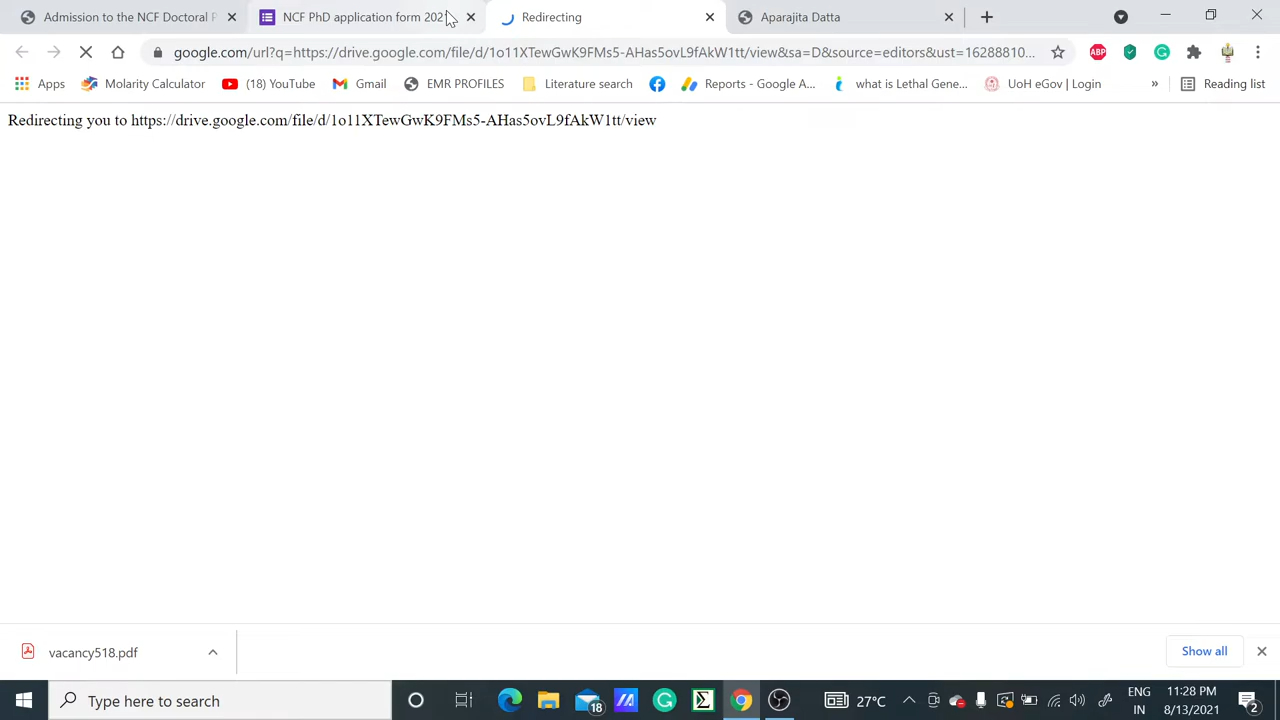 Admission to the NCF Doctoral P
NCF PhD application form 202
Redirecting
Aparajita Datta
google.com/url?q=https://drive.google.com/file/d/1o11XTewGwK9FMs5-AHas5ovL9fAkW1tt/view&sa=D&source=editors&ust=16288810...
ABP
Apps
Molarity Calculator
(18) YouTube
Gmail
EMR PROFILES
Literature search
Reports - Google A...
what is Lethal Gene...
UoH eGov | Login
»
Reading list
Redirecting you to https://drive.google.com/file/d/1o11XTewGwK9FMs5-AHas5ovL9fAkW1tt/view
vacancy518.pdf
Show all
Type here to search
18
27°C
ENG
IN
11:28 PM
8/13/2021
2